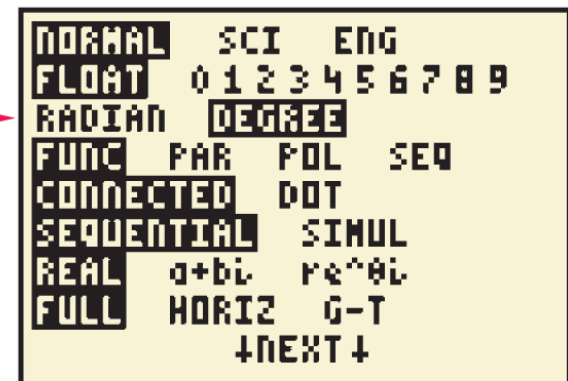 NORMAL SCI ENG
FLOAT 0 1 2 3 4 5 6 7 8 9
RADIAN DEGREE
FUNC PAR POL SEQ
CONNECTED DOT
SEQUENTIAL SIMUL
REAL a+bi re^θi
FULL HORIZ G-T
↓NEXT↓